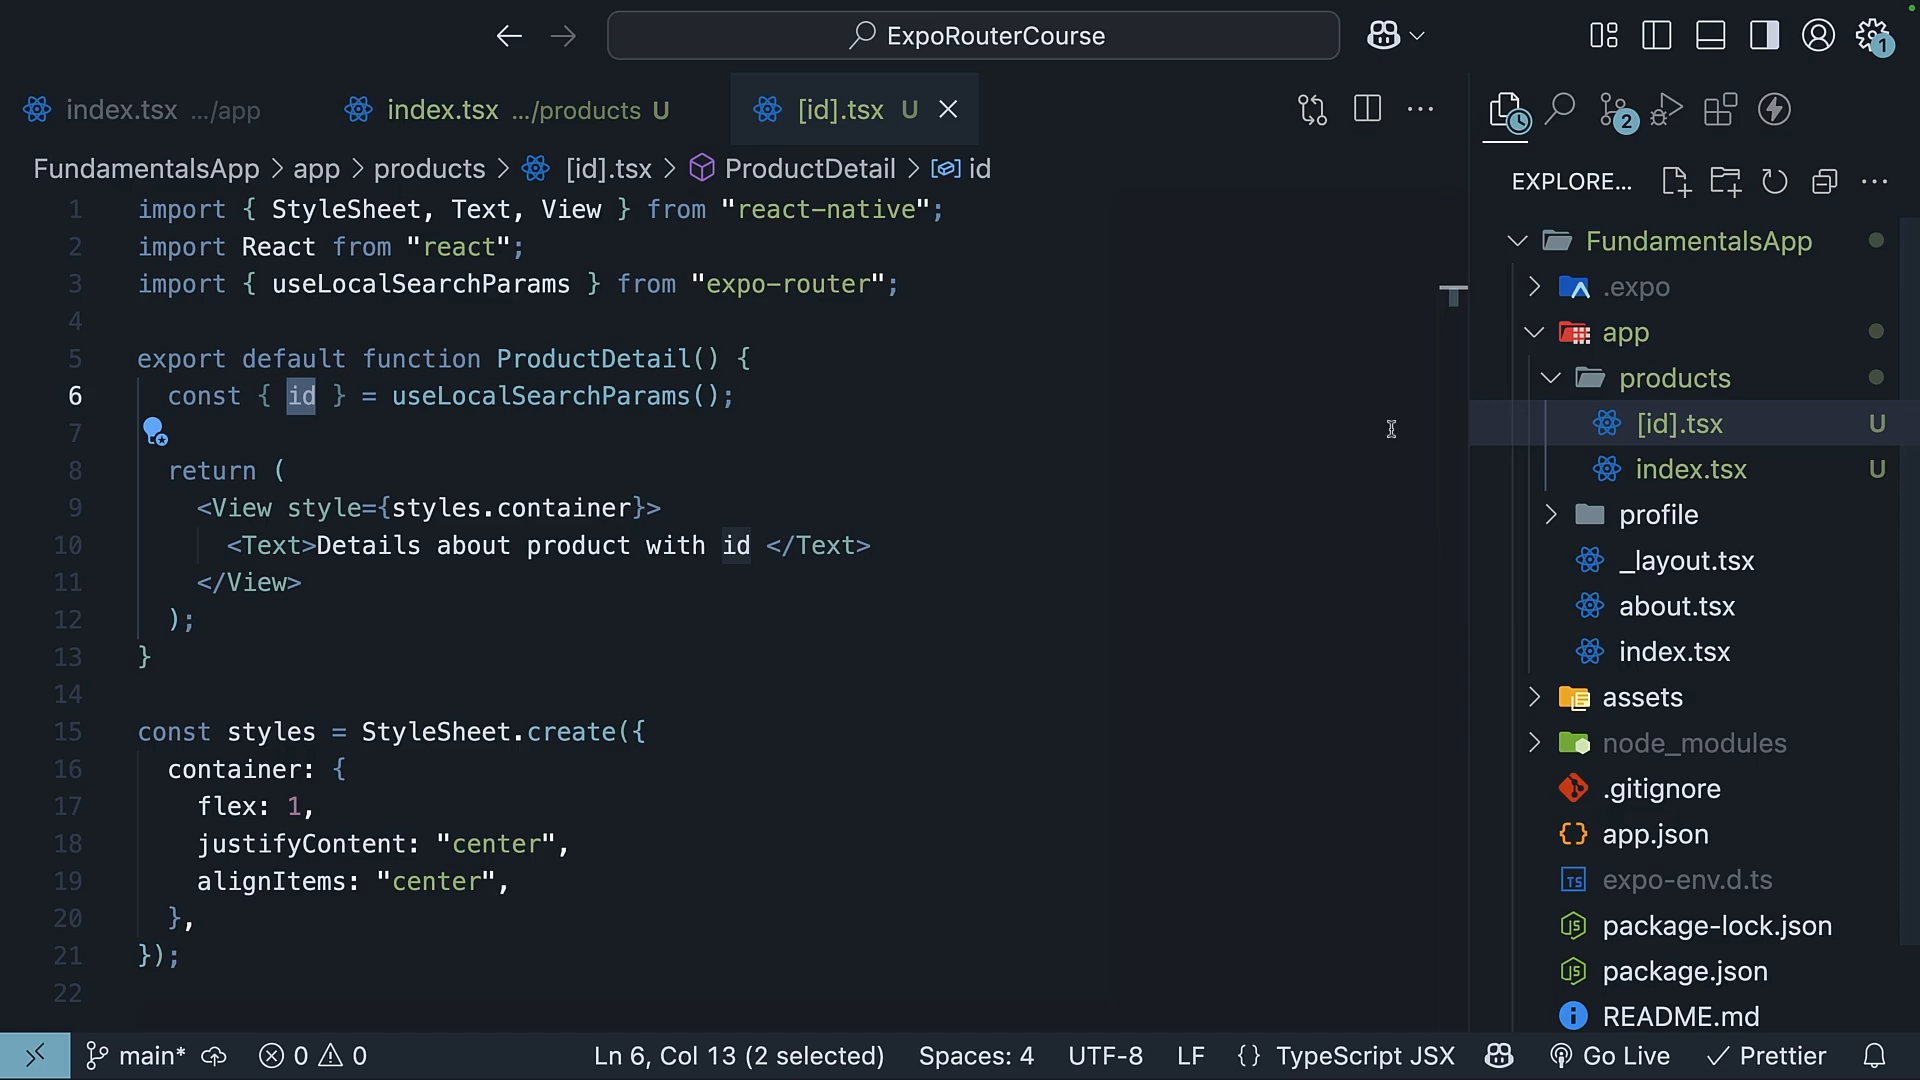 ExpoRouterCourse
1
index.tsx .../app
index.tsx .../products U
[id].tsx U
2
FundamentalsApp > app > products > [id].tsx > ProductDetail > id
EXPLORE...
1 import { StyleSheet, Text, View } from "react-native";
2 import React from "react";
3 import { useLocalSearchParams } from "expo-router";
4
5 export default function ProductDetail() {
6 const { id } = useLocalSearchParams();
7
8 return (
9 <View style={styles.container}>
10 <Text>Details about product with id </Text>
11 </View>
12 );
13 }
14
15 const styles = StyleSheet.create({
16 container: {
17 flex: 1,
18 justifyContent: "center",
19 alignItems: "center",
20 },
21 });
22
FundamentalsApp
.expo
app
products
[id].tsx U
index.tsx U
profile
_layout.tsx
about.tsx
index.tsx
assets
node_modules
.gitignore
app.json
TS expo-env.d.ts
JS package-lock.json
JS package.json
README.md
main* 0 0 Ln 6, Col 13 (2 selected) Spaces: 4 UTF-8 LF {} TypeScript JSX Go Live Prettier